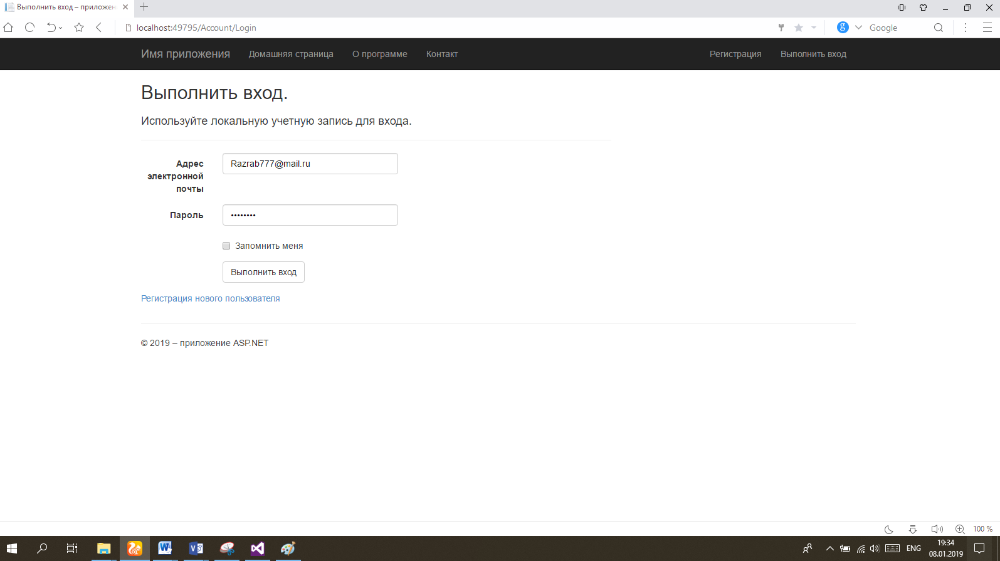 Выполнить вход – приложен
localhost:49795/Account/Login
Google
Имя приложения Домашняя страница О программе Контакт Регистрация Выполнить вход
Выполнить вход.
Используйте локальную учетную запись для входа.
Адрес электронной почты
Razrab777@mail.ru
Пароль
••••••••
Запомнить меня
Выполнить вход
Регистрация нового пользователя
© 2019 – приложение ASP.NET
100 %
ENG
19:34
08.01.2019